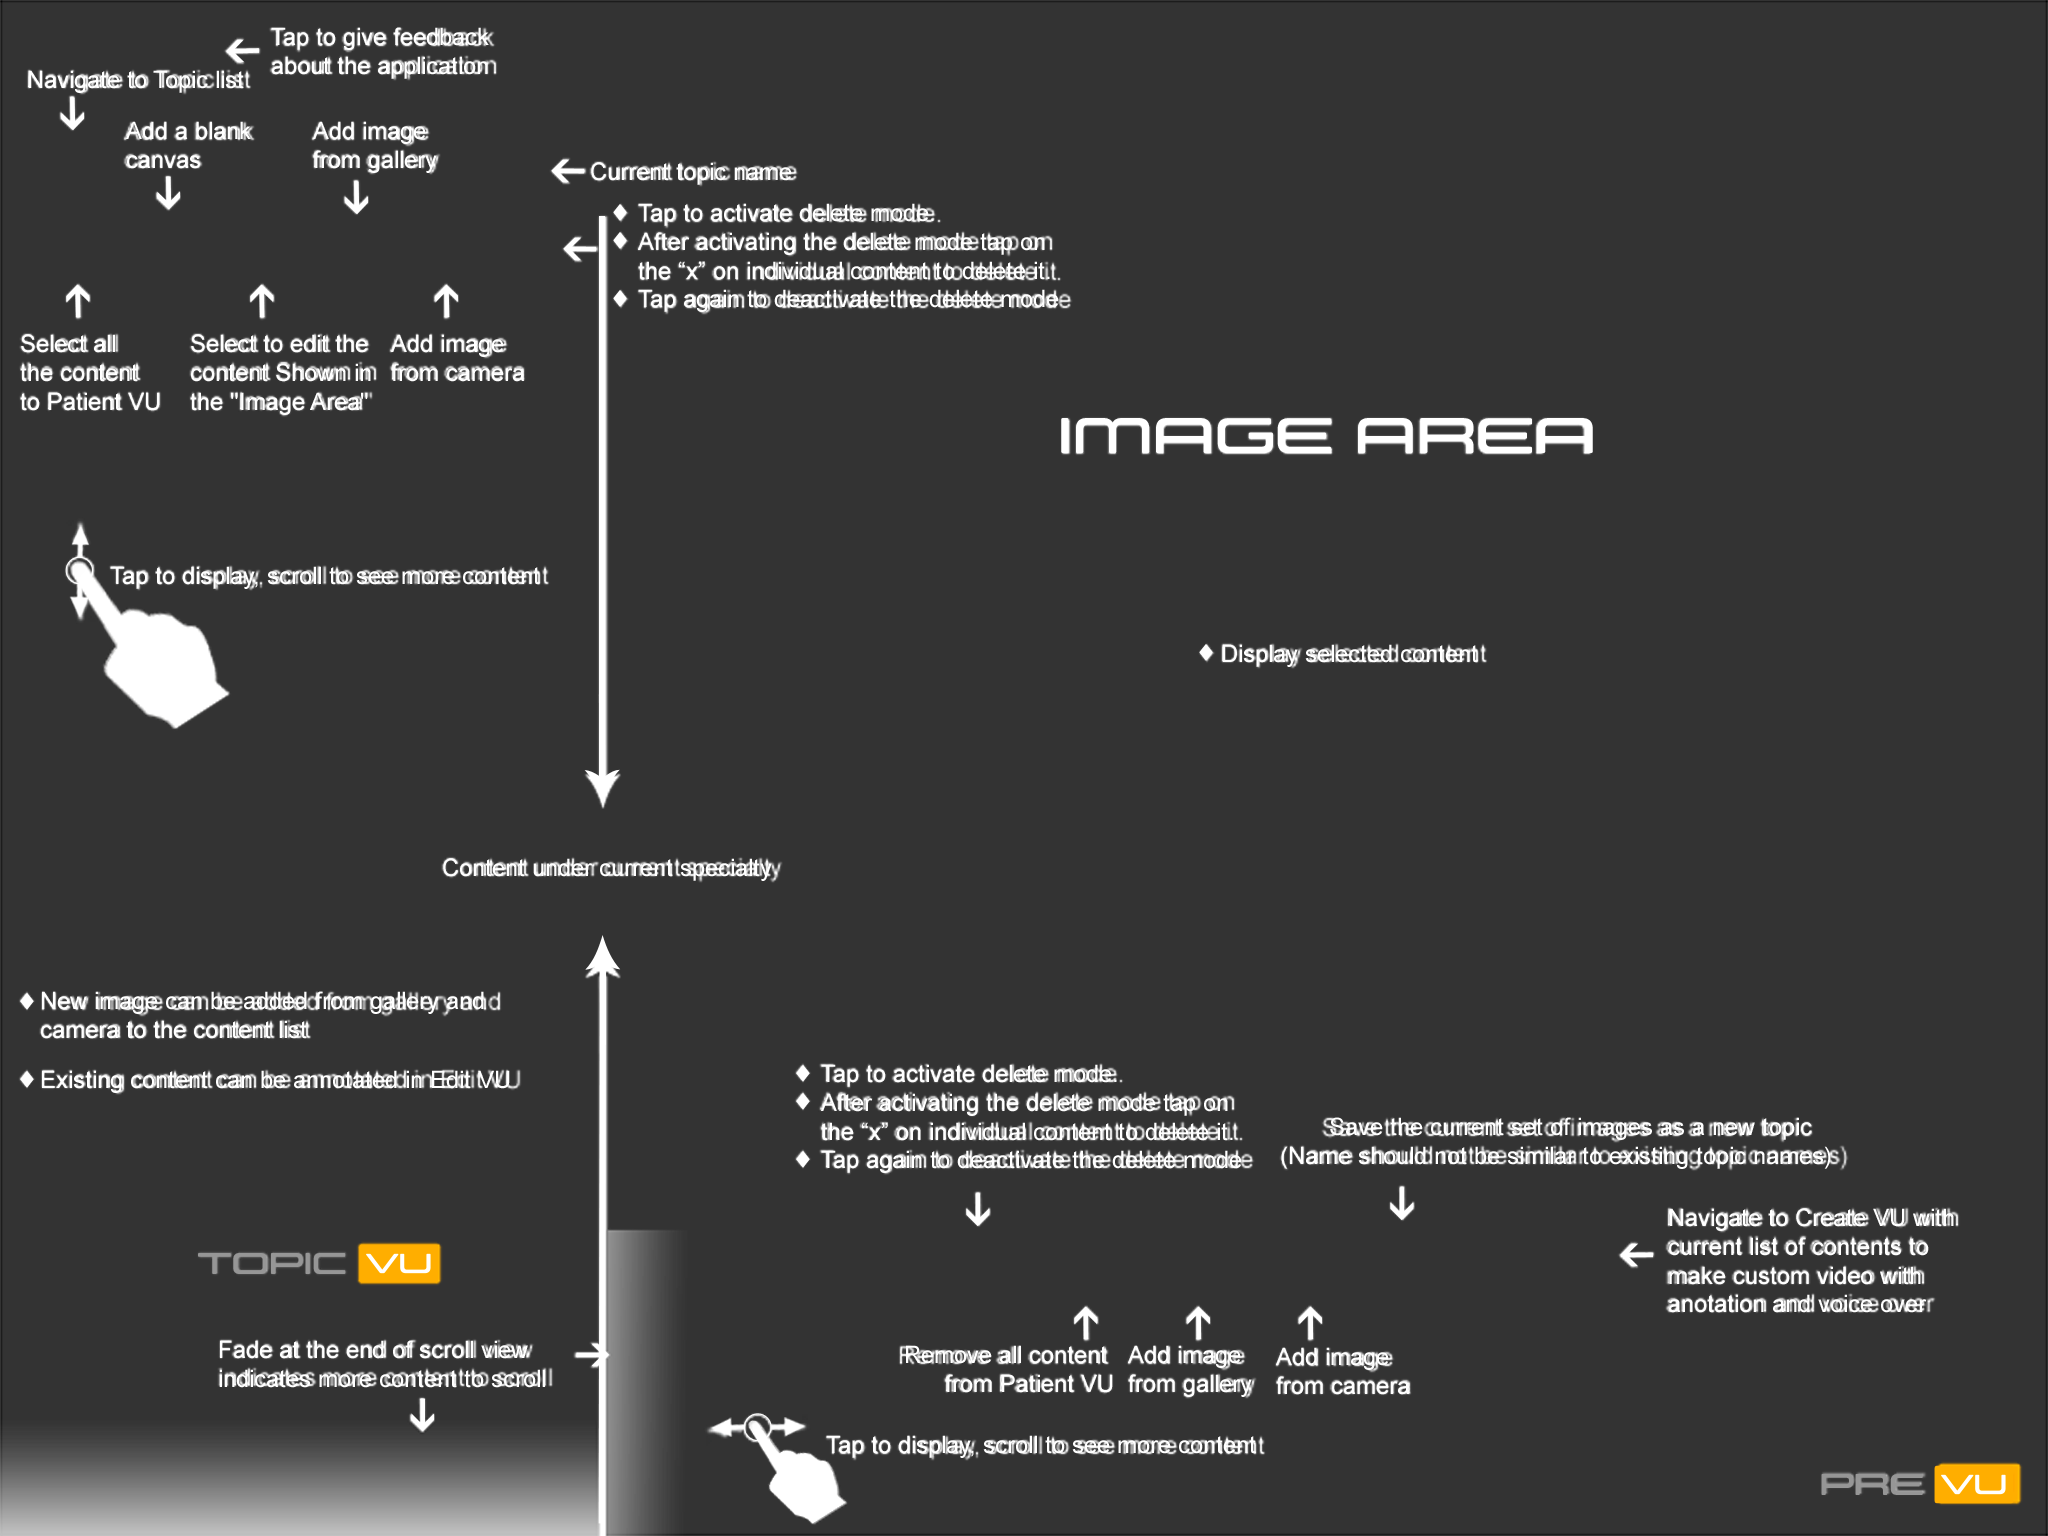 Tap to give feedback
about the application
Navigate to Topic list
Add a blank
canvas
Add image
from gallery
Current topic name
♦ Tap to activate delete mode.
♦ After activating the delete mode tap on
the “x” on individual content to delete it.
♦ Tap again to deactivate the delete mode
Select all
the content
to Patient VU
Select to edit the
content Shown in
the "Image Area"
Add image
from camera
IMAGE AREA
Tap to display, scroll to see more content
♦ Display selected content
Content under current specialty
♦ New image can be added from gallery and
camera to the content list
♦ Existing content can be annotated in Edit VU
♦ Tap to activate delete mode.
♦ After activating the delete mode tap on
the “x” on individual content to delete it.
♦ Tap again to deactivate the delete mode
Save the current set of images as a new topic
(Name should not be similar to existing topic names)
Navigate to Create VU with
current list of contents to
make custom video with
anotation and voice over
TOPIC VU
Fade at the end of scroll view
indicates more content to scroll
Remove all content
from Patient VU
Add image
from gallery
Add image
from camera
Tap to display, scroll to see more content
PRE VU